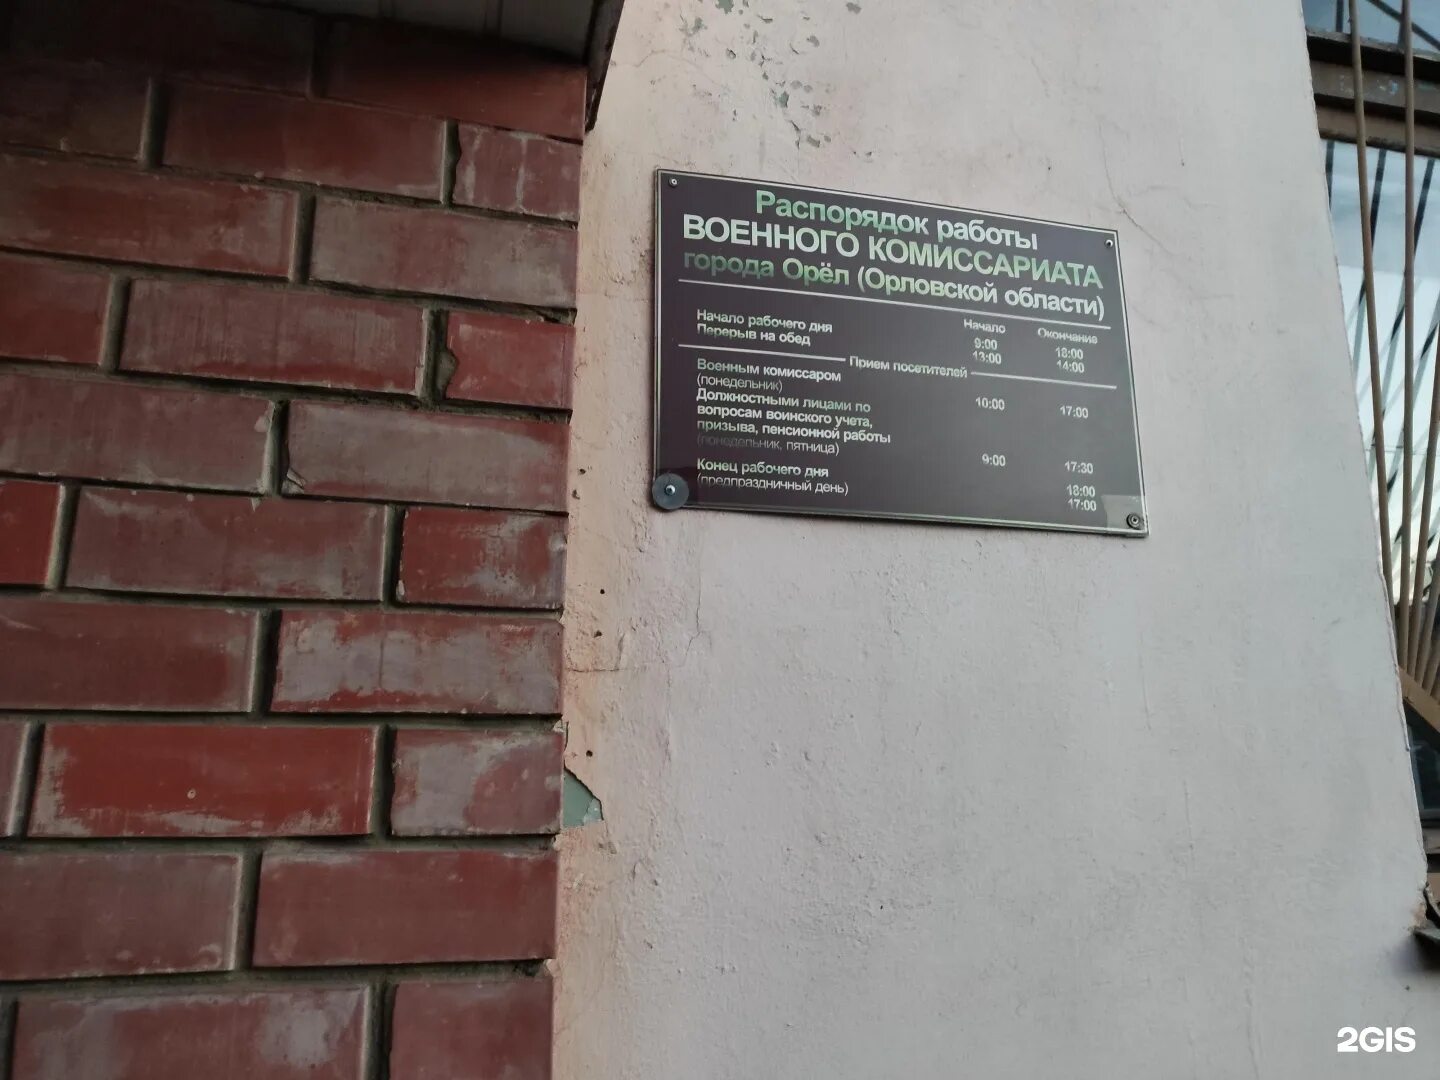 Распорядок работы
ВОЕННОГО КОМИССАРИАТА
города Орёл (Орловской области)
Начало Окончание
Начало рабочего дня 9:00 18:00
Перерыв на обед 13:00 14:00
Прием посетителей
Военным комиссаром
(понедельник) 10:00 17:00
Должностными лицами по
вопросам воинского учета,
призыва, пенсионной работы
(понедельник, пятница) 9:00 17:30
Конец рабочего дня 18:00
(предпраздничный день) 17:00
2GIS